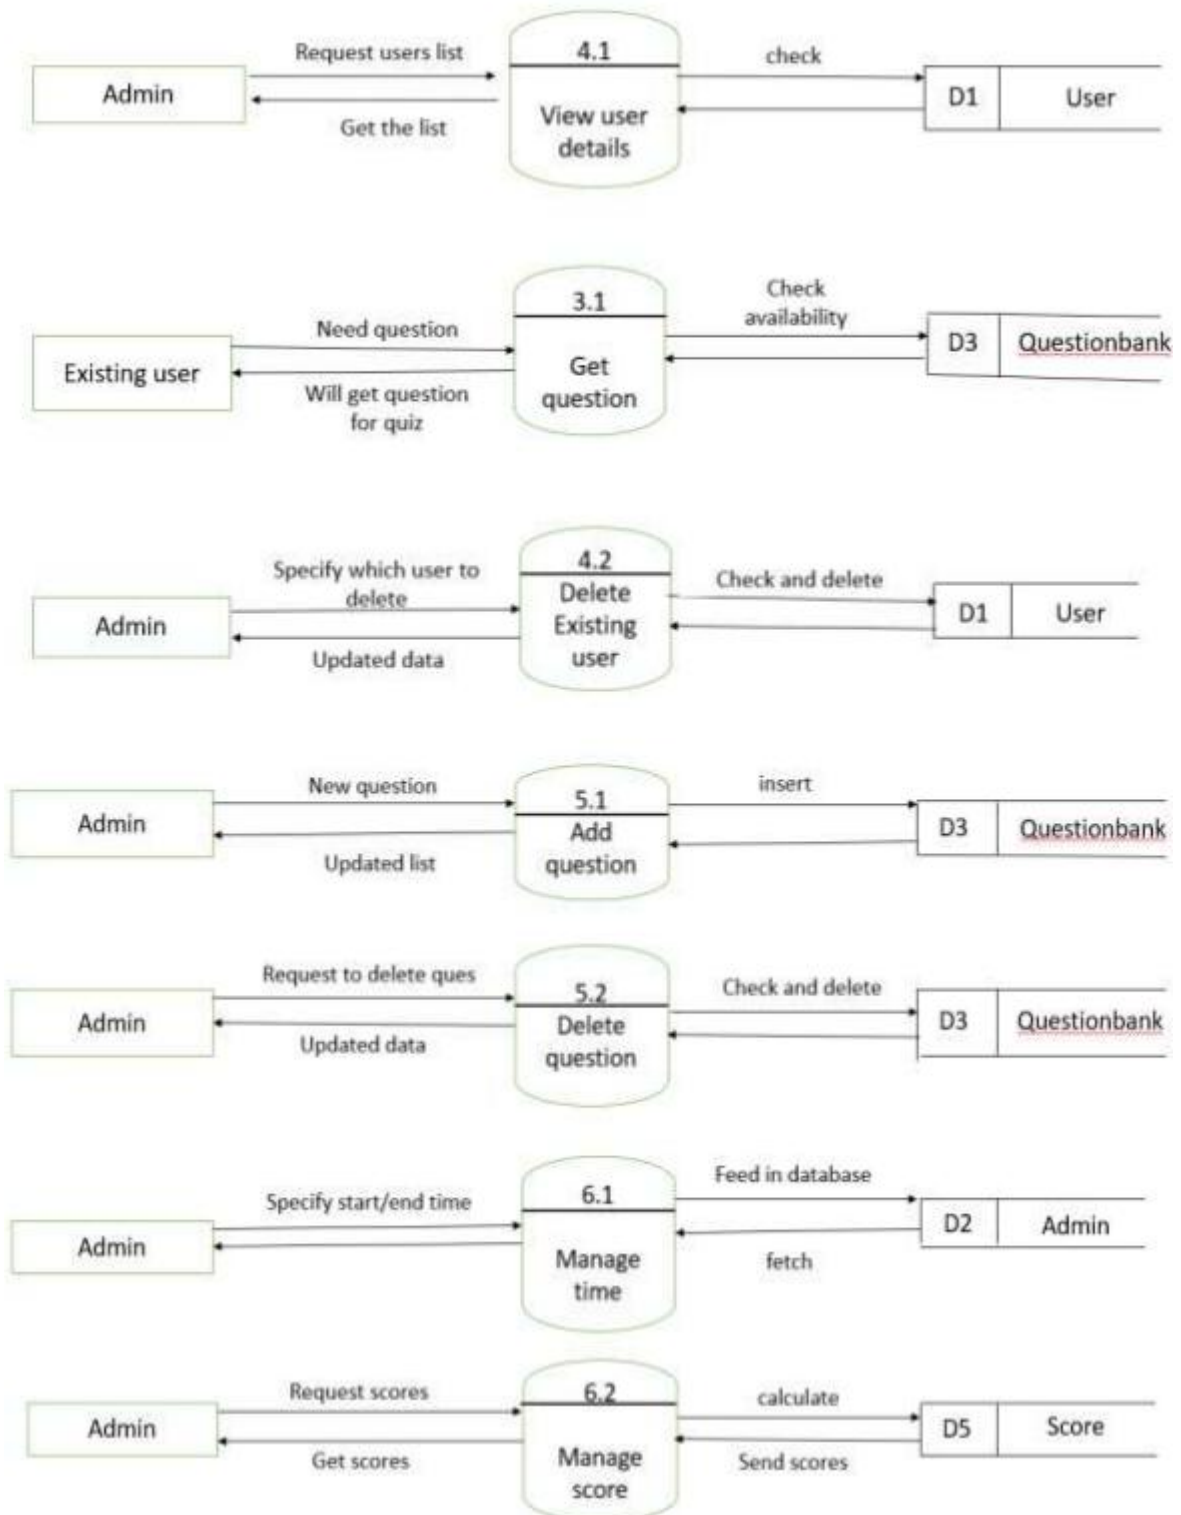 Request users list
4.1
check
Admin
D1
User
Get the list
View user
details
3.1
Check
availability
Need question
D3
Questionbank
Existing user
Get
question
Will get question
for quiz
4.2
Specify which user to
delete
Check and delete
Delete
Existing
user
Admin
D1
User
Updated data
New question
5.1
insert
Admin
Add
question
D3
Questionbank
Updated list
Request to delete ques
5.2
Check and delete
Admin
Delete
question
D3
Questionbank
Updated data
Specify start/end time
6.1
Feed in database
Admin
D2
Admin
Manage
time
fetch
Request scores
6.2
calculate
Admin
D5
Score
Get scores
Manage
score
Send scores